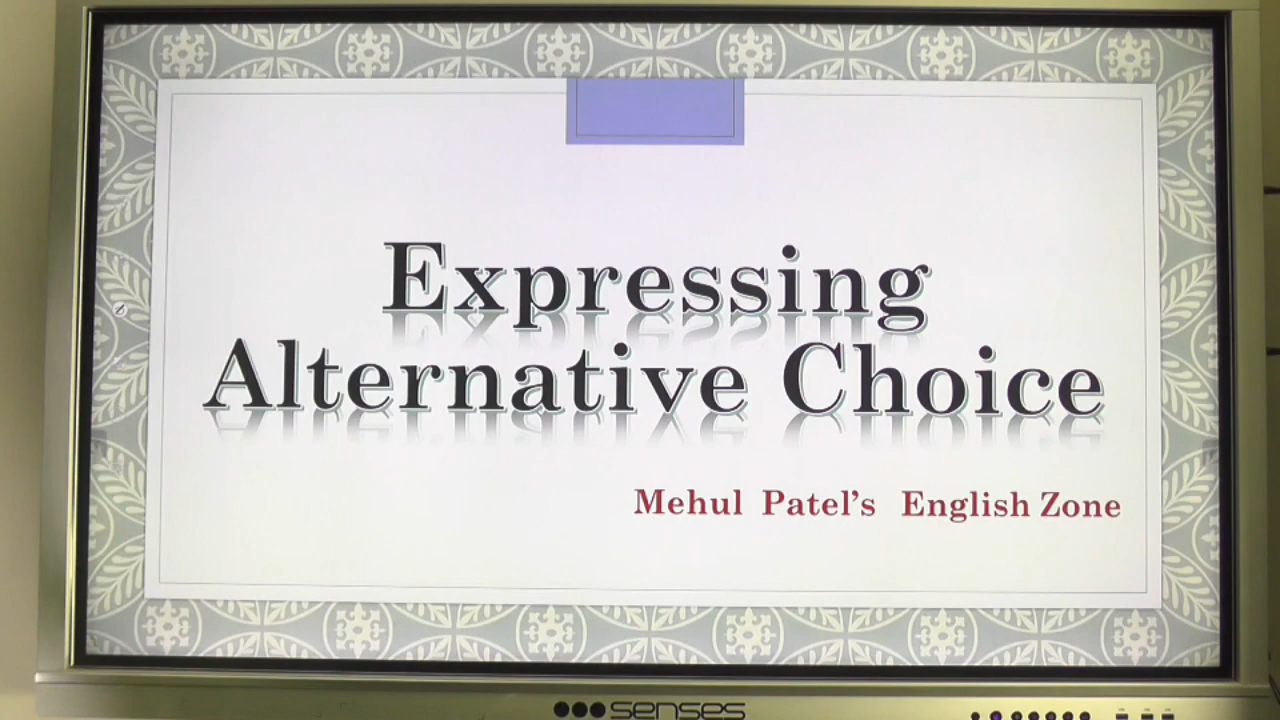 Expressing
Alternative Choice
Mehul Patel’s English Zone
senses